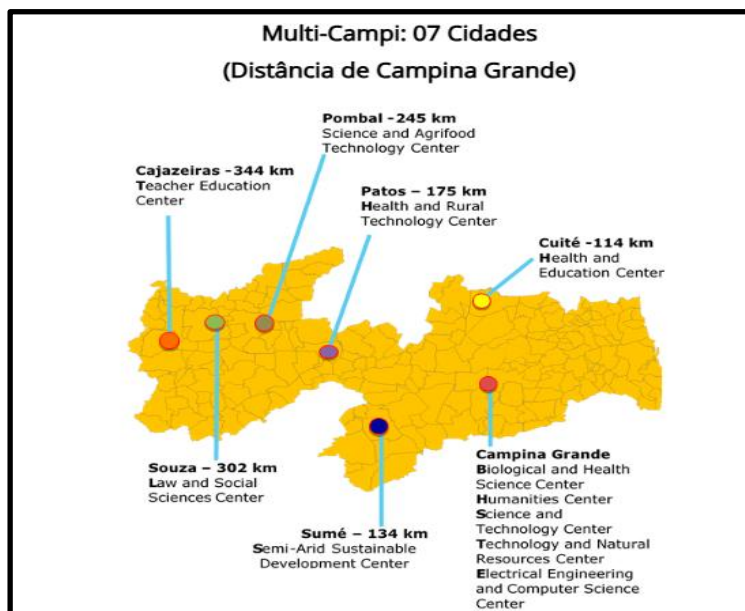 Multi-Campi: 07 Cidades
(Distância de Campina Grande)
Pombal -245 km
Science and Agrifood
Technology Center
Cajazeiras -344 km
Teacher Education
Center
Patos – 175 km
Health and Rural
Technology Center
Cuité -114 km
Health and
Education Center
Souza – 302 km
Law and Social
Sciences Center
Sumé – 134 km
Semi-Arid Sustainable
Development Center
Campina Grande
Biological and Health
Science Center
Humanities Center
Science and
Technology Center
Technology and Natural
Resources Center
Electrical Engineering
and Computer Science
Center